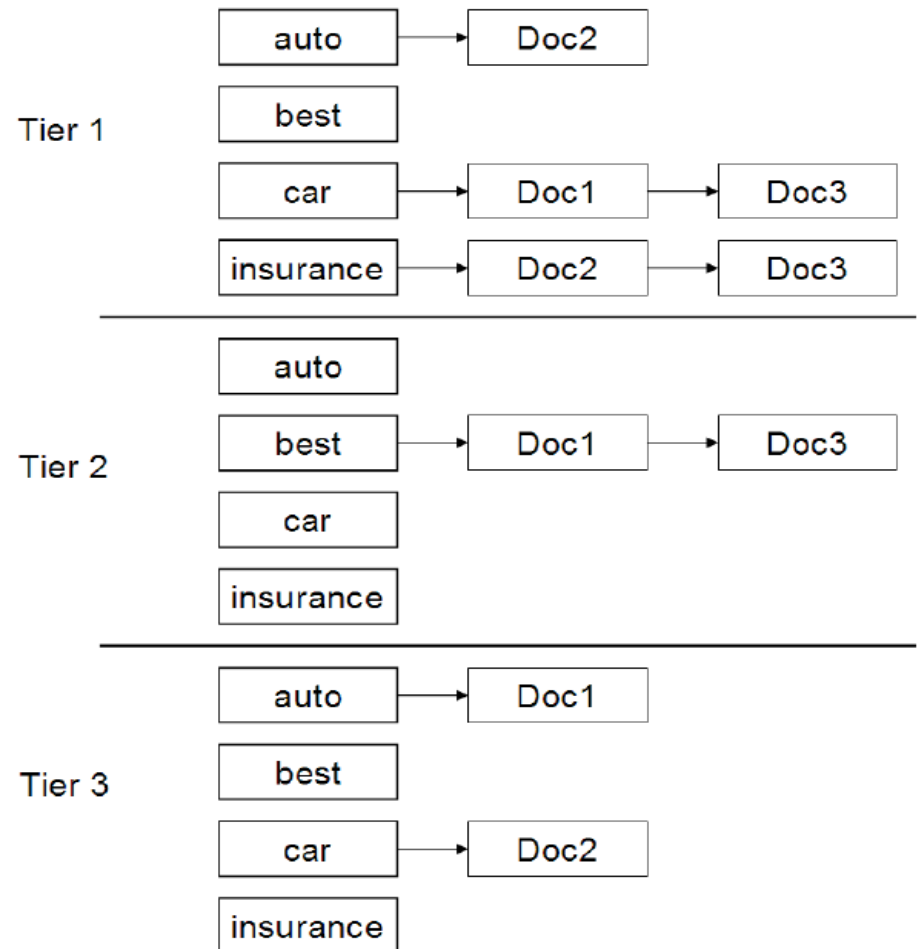 auto Doc2
Tier 1
best
car Doc1 Doc3
insurance Doc2 Doc3
auto
best Doc1 Doc3
Tier 2
car
insurance
auto Doc1
best
Tier 3
car Doc2
insurance